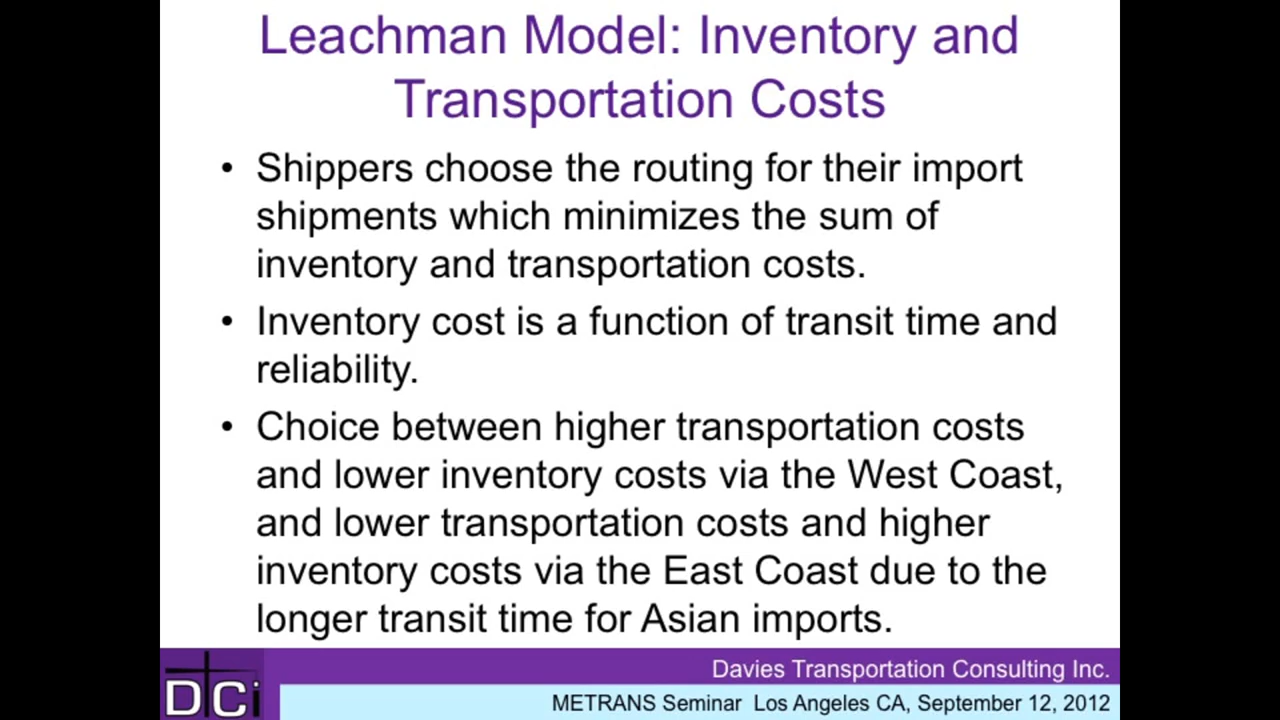 Leachman Model: Inventory and
Transportation Costs
• Shippers choose the routing for their import
shipments which minimizes the sum of
inventory and transportation costs.
• Inventory cost is a function of transit time and
reliability.
• Choice between higher transportation costs
and lower inventory costs via the West Coast,
and lower transportation costs and higher
inventory costs via the East Coast due to the
longer transit time for Asian imports.
Davies Transportation Consulting Inc.
DTCi
METRANS Seminar Los Angeles CA, September 12, 2012